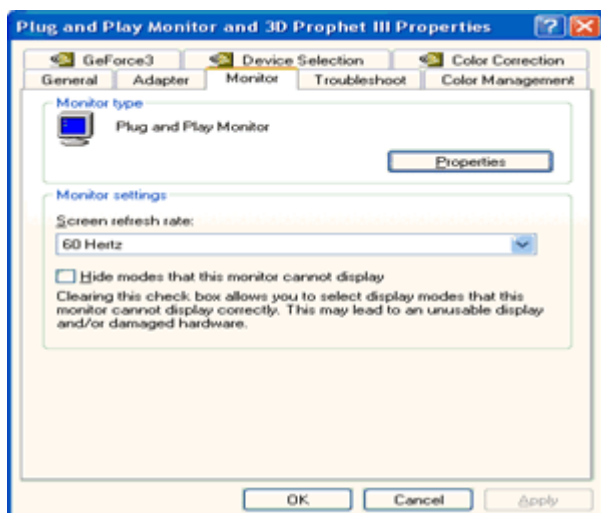 Plug and Play Monitor and 3D Prophet III Properties
GeForce3 Device Selection Color Correction
General Adapter Monitor Troubleshoot Color Management
Monitor type
Plug and Play Monitor
Properties
Monitor settings
Screen refresh rate:
60 Hertz
Hide modes that this monitor cannot display
Clearing this check box allows you to select display modes that this
monitor cannot display correctly. This may lead to an unusable display
and/or damaged hardware.
OK Cancel Apply